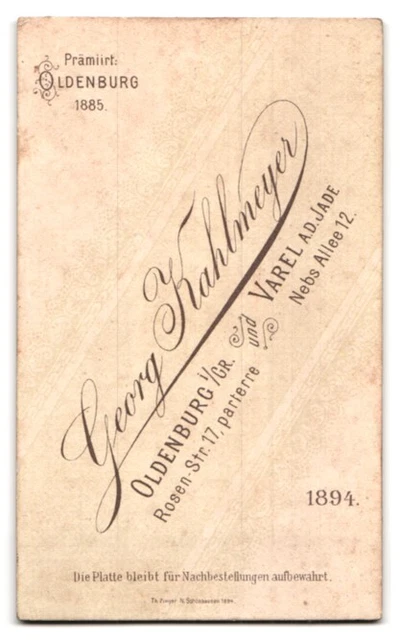 Prämiirt:
OLDENBURG
1885.
Georg Kahlmeyer
OLDENBURG i/GR. und VAREL A.D. JADE
Rosen-Str. 17, parterre Nebs Allee 12.
1894.
Die Platte bleibt für Nachbestellungen aufbewahrt.